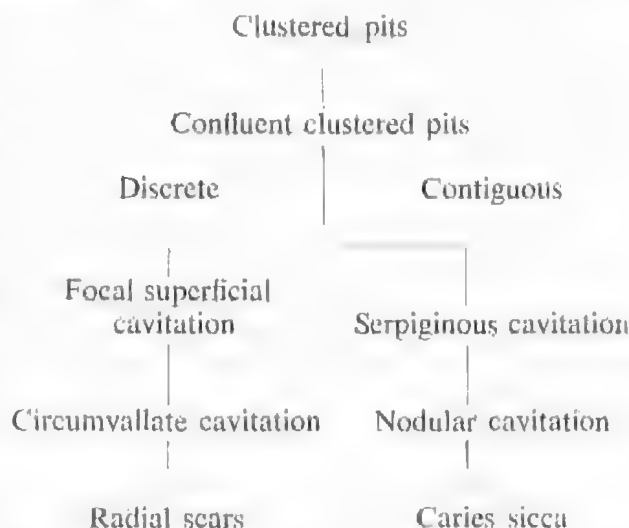 Clustered pits
Confluent clustered pits
Discrete
Contiguous
Focal superficial
cavitation
Serpiginous cavitation
Circumvallate cavitation
Nodular cavitation
Radial scars
Caries sicca